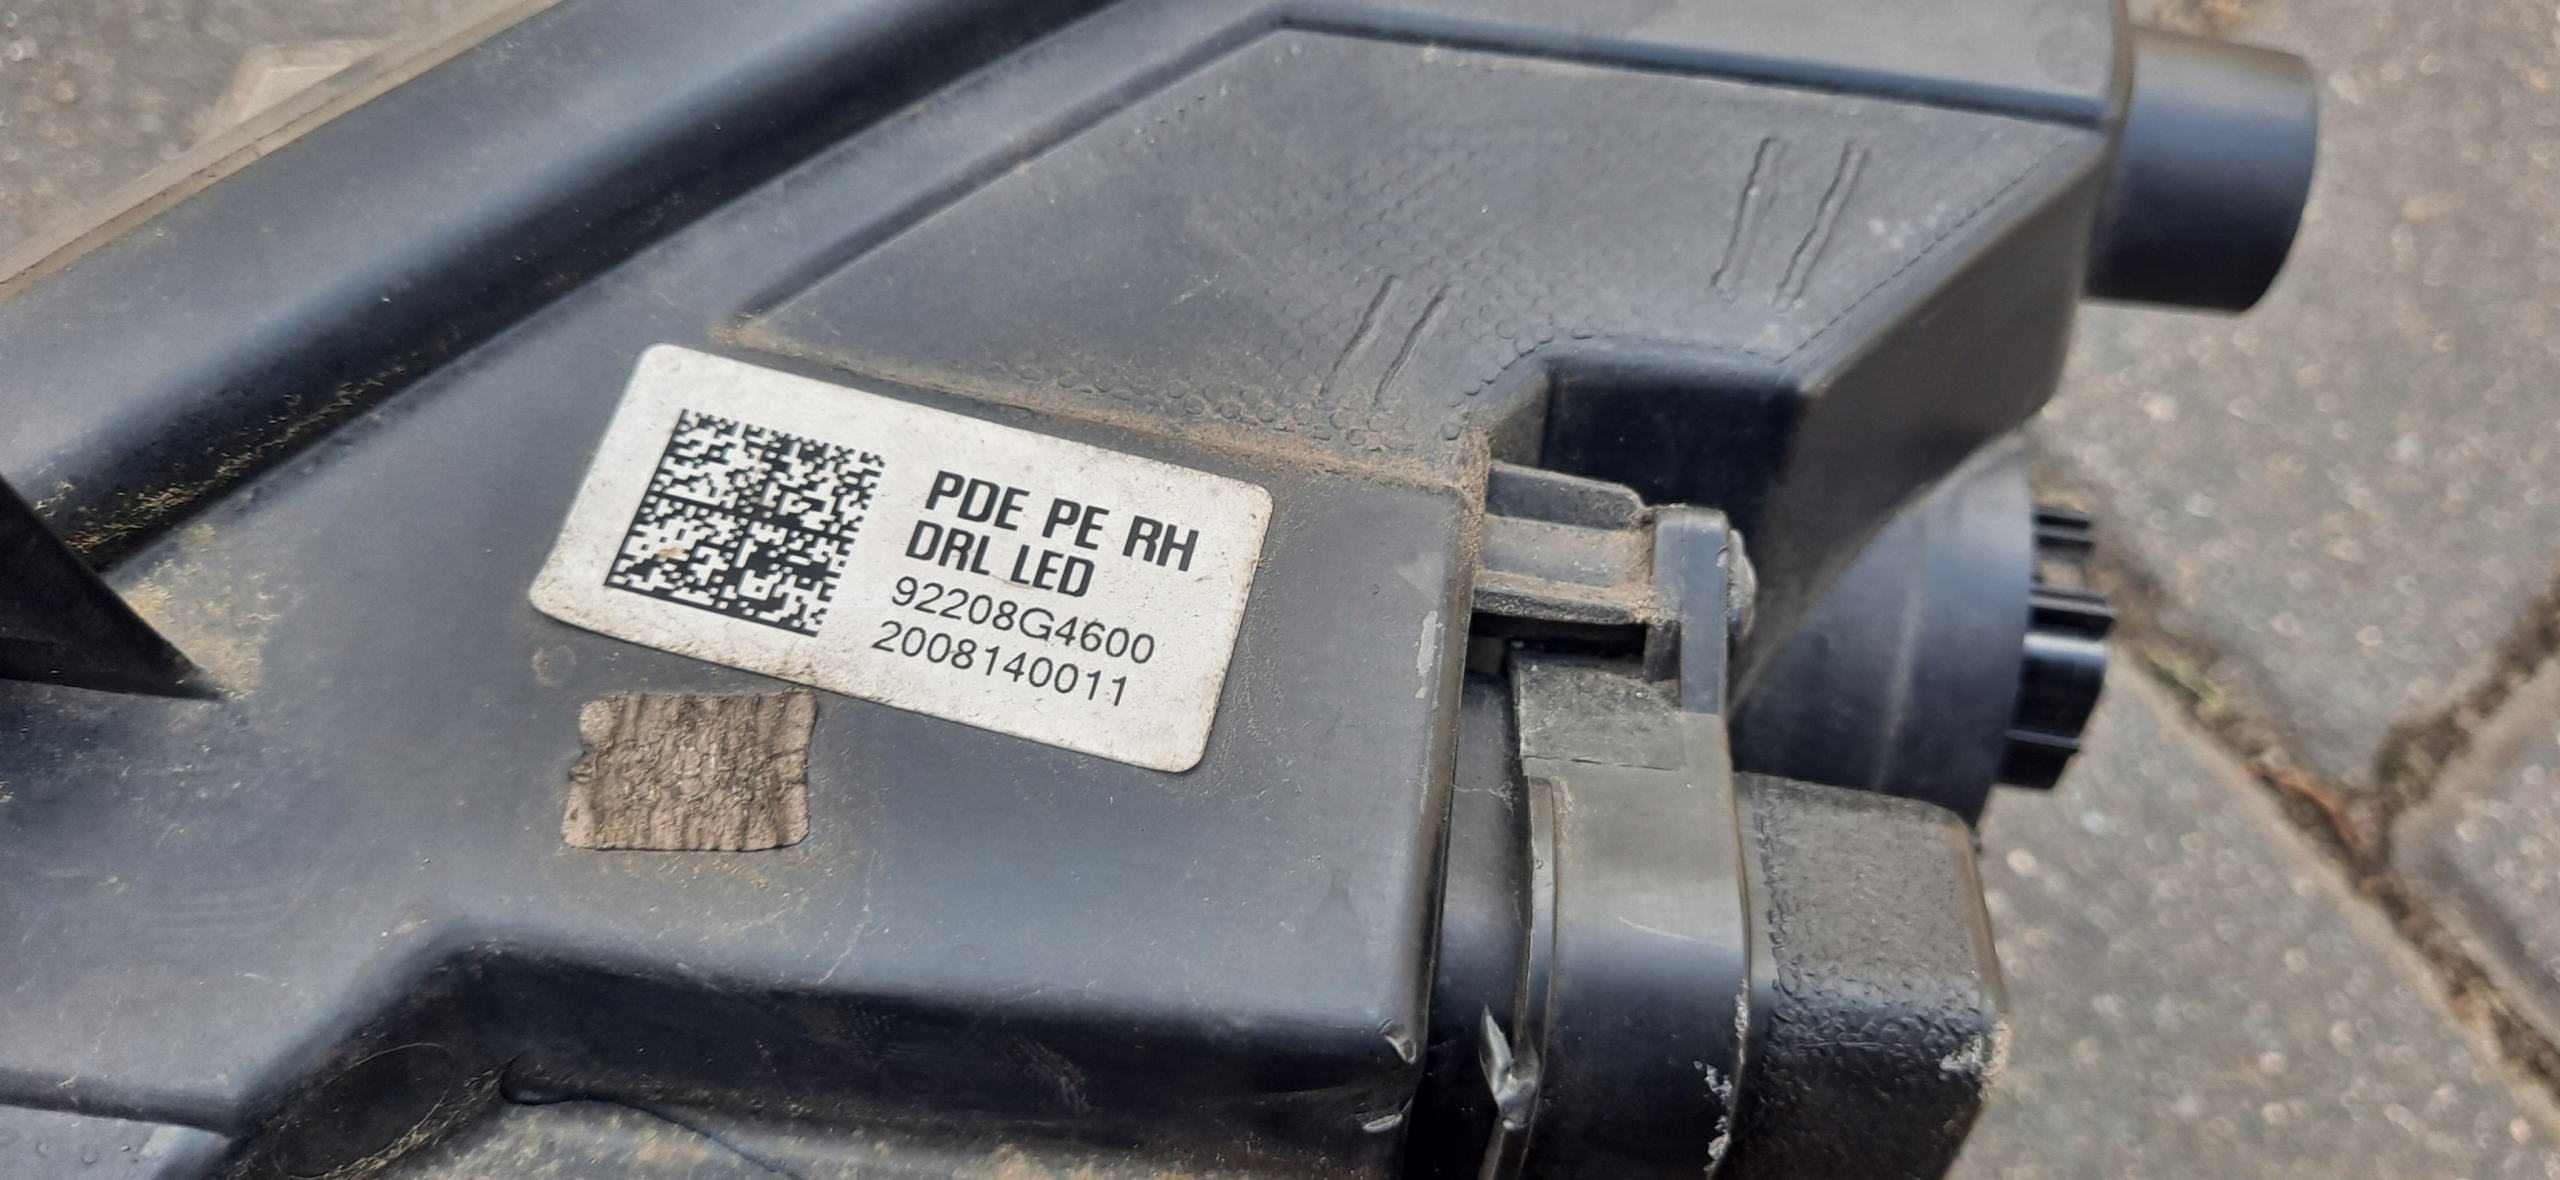 PDE PE RH
DRL LED
92208G4600
2008140011